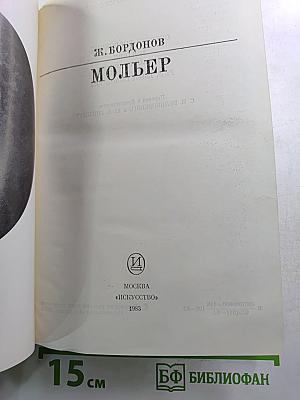 Ж. БОРДОНОВ
МОЛЬЕР
И
МОСКВА
«ИСКУССТВО»
1983
15 см
БФ БИБЛИОФАН